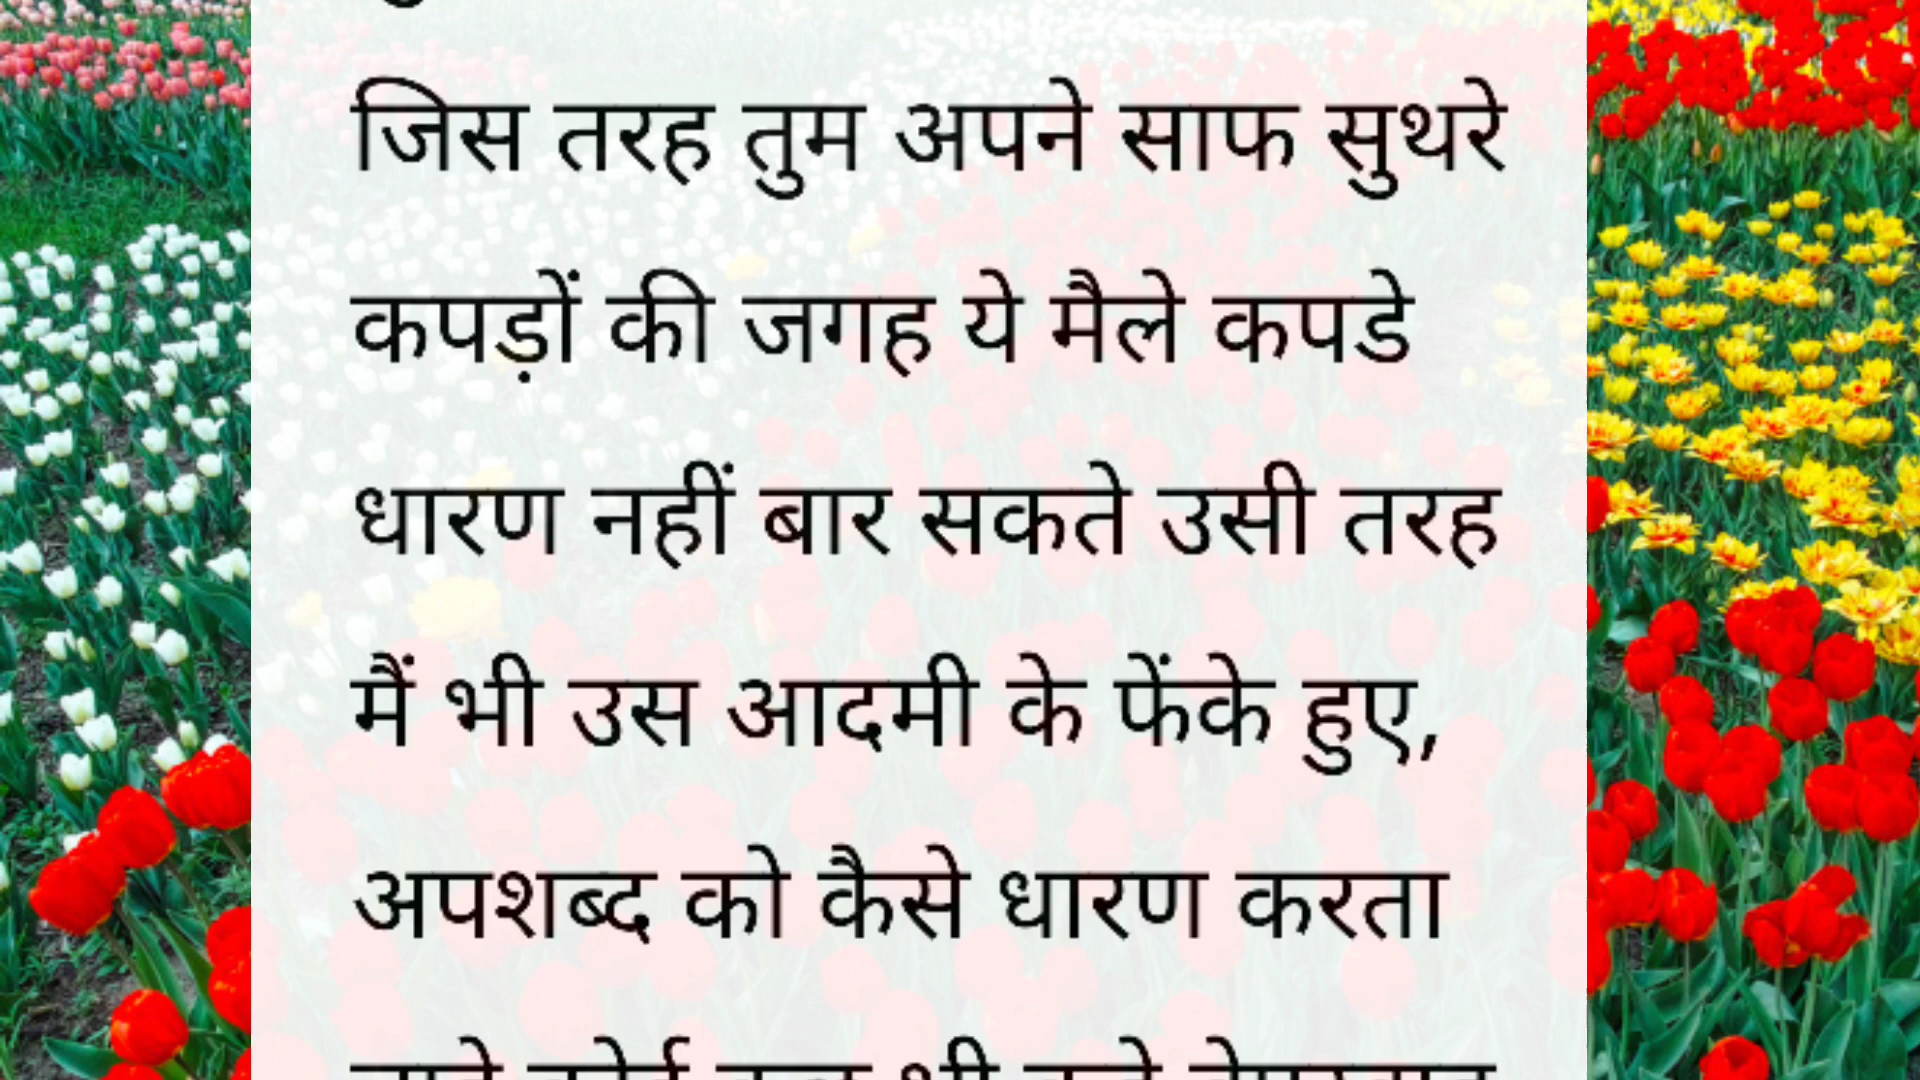 जिस तरह तुम अपने साफ सुथरे
कपड़ों की जगह ये मैले कपडे
धारण नहीं बार सकते उसी तरह
मैं भी उस आदमी के फेंके हुए,
अपशब्द को कैसे धारण करता